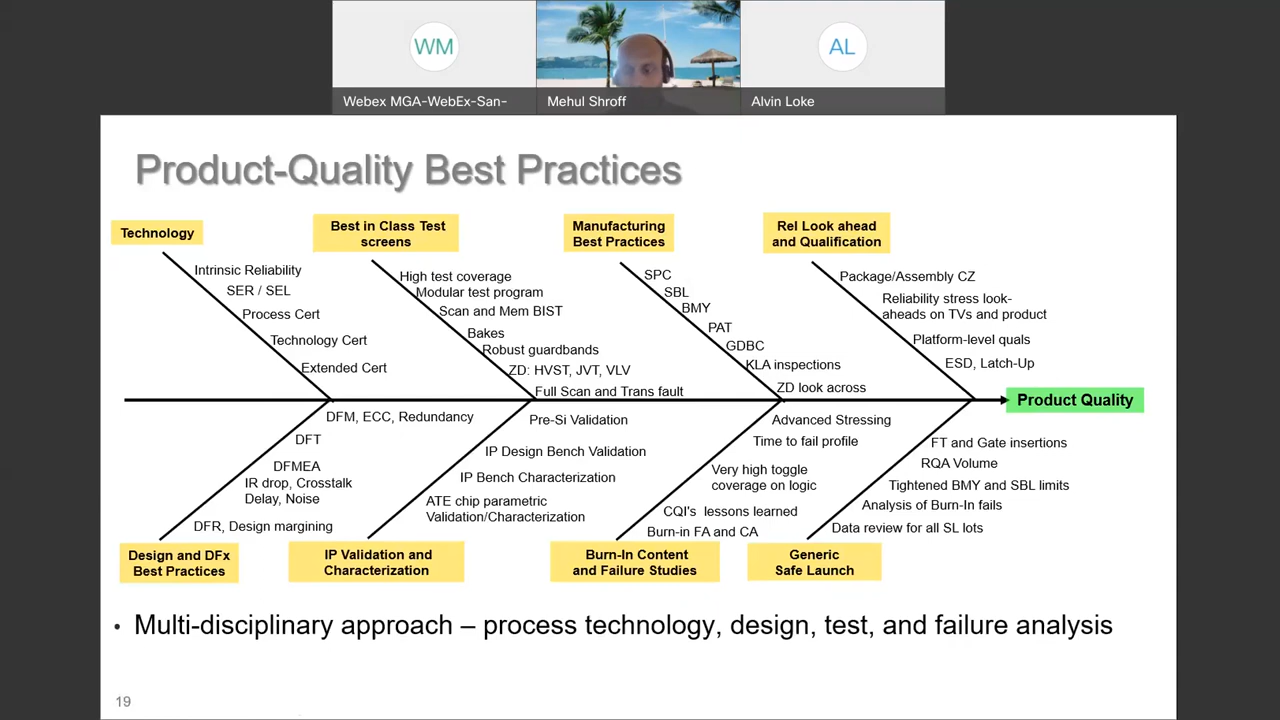 WM
AL
Webex MGA-WebEx-San-
Mehul Shroff
Alvin Loke
Product-Quality Best Practices
Technology
Best in Class Test
screens
Manufacturing
Best Practices
Rel Look ahead
and Qualification
Intrinsic Reliability
SER / SEL
Process Cert
Technology Cert
Extended Cert
High test coverage
Modular test program
Scan and Mem BIST
Bakes
Robust guardbands
ZD: HVST, JVT, VLV
Full Scan and Trans fault
SPC
SBL
BMY
PAT
GDBC
KLA inspections
ZD look across
Package/Assembly CZ
Reliability stress look-
aheads on TVs and product
Platform-level quals
ESD, Latch-Up
Product Quality
DFM, ECC, Redundancy
DFT
DFMEA
IR drop, Crosstalk
Delay, Noise
DFR, Design margining
Pre-Si Validation
IP Design Bench Validation
IP Bench Characterization
ATE chip parametric
Validation/Characterization
Advanced Stressing
Time to fail profile
Very high toggle
coverage on logic
CQI's lessons learned
Burn-in FA and CA
FT and Gate insertions
RQA Volume
Tightened BMY and SBL limits
Analysis of Burn-In fails
Data review for all SL lots
Design and DFx
Best Practices
IP Validation and
Characterization
Burn-In Content
and Failure Studies
Generic
Safe Launch
• Multi-disciplinary approach – process technology, design, test, and failure analysis
19